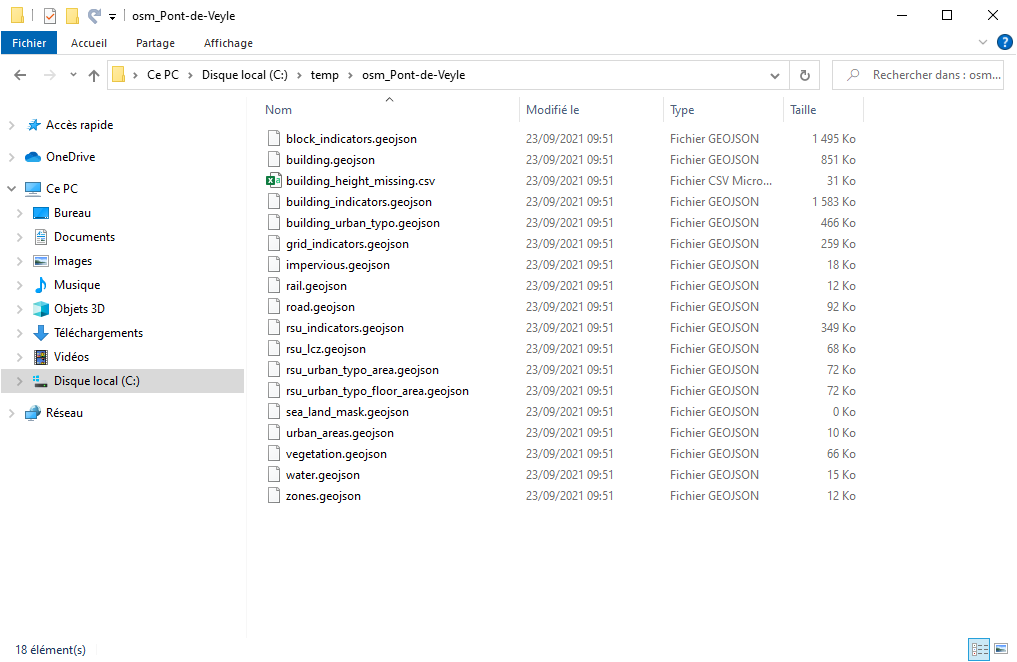 osm_Pont-de-Veyle
Fichier Accueil Partage Affichage
Ce PC Disque local (C:) temp osm_Pont-de-Veyle Rechercher dans : osm...
Accès rapide
OneDrive
Ce PC
Bureau
Documents
Images
Musique
Objets 3D
Téléchargements
Vidéos
Disque local (C:)
Réseau
Nom Modifié le Type Taille
block_indicators.geojson 23/09/2021 09:51 Fichier GEOJSON 1 495 Ko
building.geojson 23/09/2021 09:51 Fichier GEOJSON 851 Ko
building_height_missing.csv 23/09/2021 09:51 Fichier CSV Micro... 31 Ko
building_indicators.geojson 23/09/2021 09:51 Fichier GEOJSON 1 583 Ko
building_urban_typo.geojson 23/09/2021 09:51 Fichier GEOJSON 466 Ko
grid_indicators.geojson 23/09/2021 09:51 Fichier GEOJSON 259 Ko
impervious.geojson 23/09/2021 09:51 Fichier GEOJSON 18 Ko
rail.geojson 23/09/2021 09:51 Fichier GEOJSON 12 Ko
road.geojson 23/09/2021 09:51 Fichier GEOJSON 92 Ko
rsu_indicators.geojson 23/09/2021 09:51 Fichier GEOJSON 349 Ko
rsu_lcz.geojson 23/09/2021 09:51 Fichier GEOJSON 68 Ko
rsu_urban_typo_area.geojson 23/09/2021 09:51 Fichier GEOJSON 72 Ko
rsu_urban_typo_floor_area.geojson 23/09/2021 09:51 Fichier GEOJSON 72 Ko
sea_land_mask.geojson 23/09/2021 09:51 Fichier GEOJSON 0 Ko
urban_areas.geojson 23/09/2021 09:51 Fichier GEOJSON 10 Ko
vegetation.geojson 23/09/2021 09:51 Fichier GEOJSON 66 Ko
water.geojson 23/09/2021 09:51 Fichier GEOJSON 15 Ko
zones.geojson 23/09/2021 09:51 Fichier GEOJSON 12 Ko
18 élément(s)